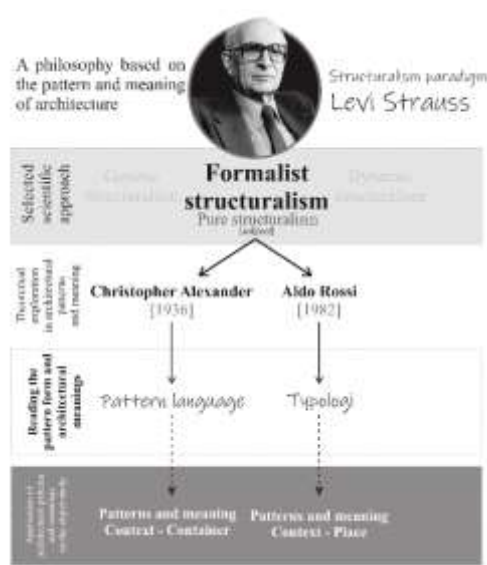 A philosophy based on
the pattern and meaning
of architecture
Structuralism paradigm
Levi Strauss
Selected
scientific
approach
Formalist
structuralism
Pure structuralism
Theoretical
exploration
in architectural
patterns
and meaning
Christopher Alexander
[1936]
Aldo Rossi
[1982]
Reading the
pattern form and
architectural
meanings
Pattern language
Typologi
Patterns and meaning
Context - Container
Patterns and meaning
Context - Place